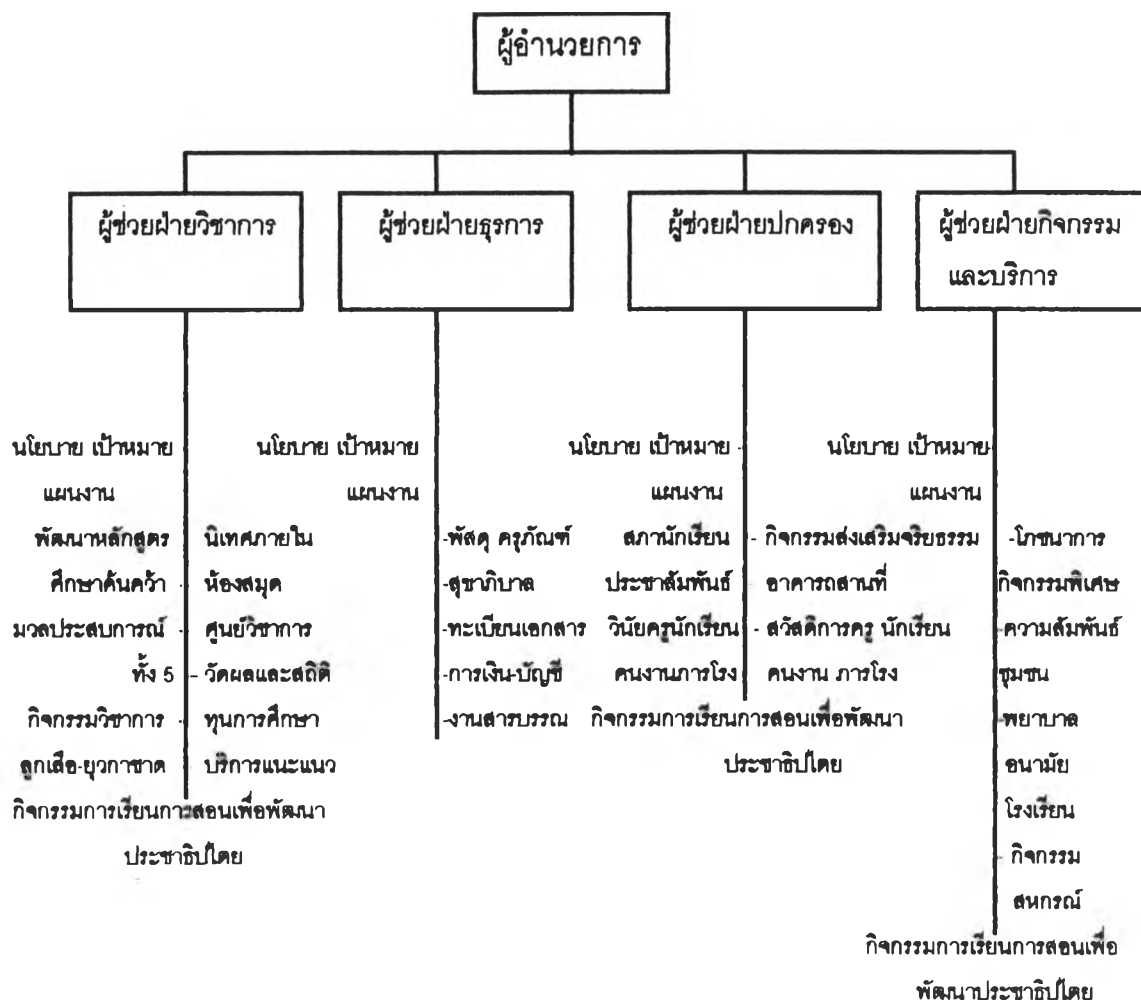 ผู้อำนวยการ
ผู้ช่วยฝ่ายวิชาการ
ผู้ช่วยฝ่ายธุรการ
ผู้ช่วยฝ่ายปกครอง
ผู้ช่วยฝ่ายกิจกรรม
และบริการ
นโยบาย เป้าหมาย
แผนงาน
พัฒนาหลักสูตร
ศึกษาค้นคว้า
มวลประสบการณ์
ทั้ง 5
กิจกรรมวิชาการ
ลูกเสือ-ยุวกาชาด
นิเทศภายใน
ห้องสมุด
ศูนย์วิชาการ
- วัดผลและสถิติ
ทุนการศึกษา
บริการแนะแนว
กิจกรรมการเรียนการสอนเพื่อพัฒนา
ประชาธิปไตย
นโยบาย เป้าหมาย
แผนงาน
-พัสดุ ครุภัณฑ์
-สุขาภิบาล
-ทะเบียนเอกสาร
-การเงิน-บัญชี
-งานสารบรรณ
นโยบาย เป้าหมาย
แผนงาน
สภานักเรียน
ประชาสัมพันธ์
วินัยครูนักเรียน
คนงานภารโรง
- กิจกรรมส่งเสริมจริยธรรม
อาคารสถานที่
- สวัสดิการครู นักเรียน
คนงาน ภารโรง
กิจกรรมการเรียนการสอนเพื่อพัฒนา
ประชาธิปไตย
นโยบาย เป้าหมาย
แผนงาน
-โภชนาการ
กิจกรรมพิเศษ
-ความสัมพันธ์
ชุมชน
-พยาบาล
อนามัย
โรงเรียน
- กิจกรรม
สหกรณ์
กิจกรรมการเรียนการสอนเพื่อ
พัฒนาประชาธิปไตย